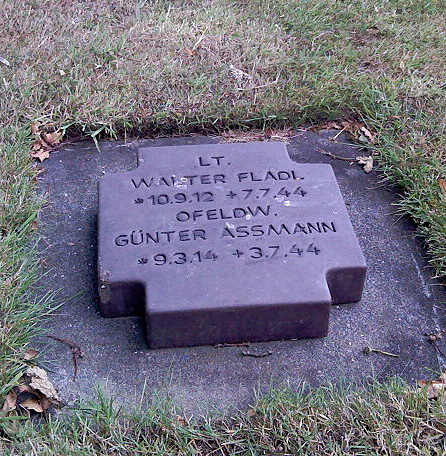 LT.
WALTER FLADL
*10.9.12 +7.7.44
OFELDW.
GÜNTER ASSMANN
*9.3.14 +3.7.44